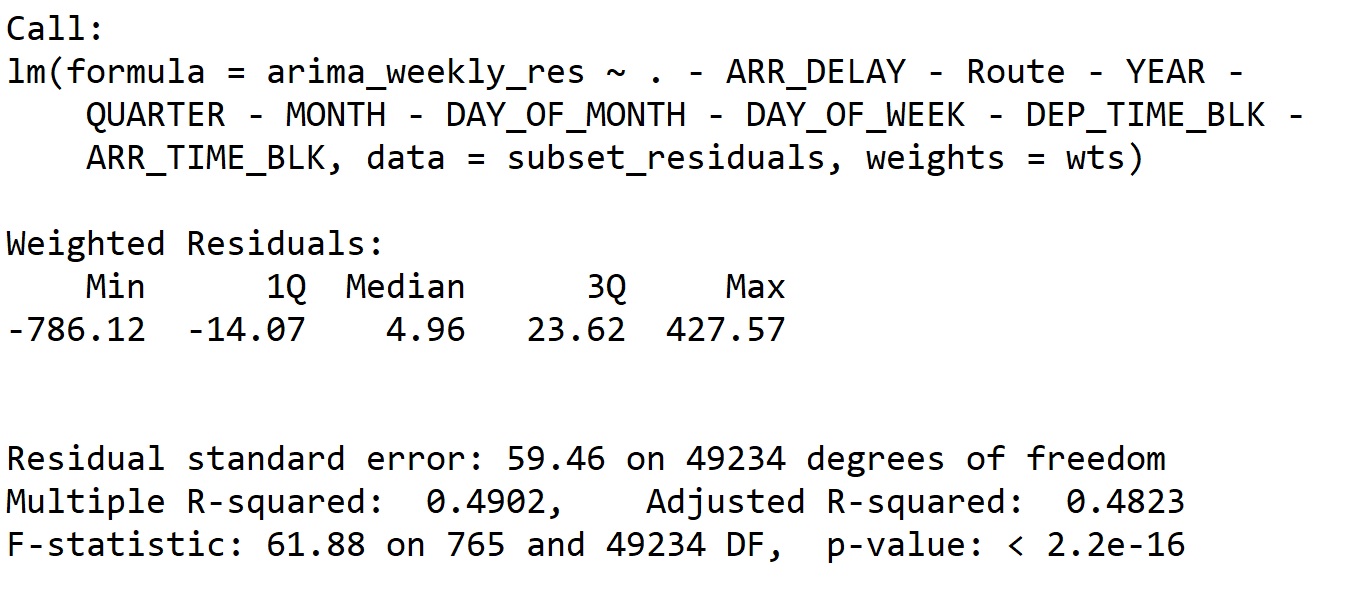 Call:
lm(formula = arima_weekly_res ~ . - ARR_DELAY - Route - YEAR -
    QUARTER - MONTH - DAY_OF_MONTH - DAY_OF_WEEK - DEP_TIME_BLK -
    ARR_TIME_BLK, data = subset_residuals, weights = wts)
Weighted Residuals:
    Min      1Q  Median      3Q     Max
-786.12  -14.07    4.96   23.62  427.57
Residual standard error: 59.46 on 49234 degrees of freedom
Multiple R-squared:  0.4902,    Adjusted R-squared:  0.4823
F-statistic: 61.88 on 765 and 49234 DF,  p-value: < 2.2e-16